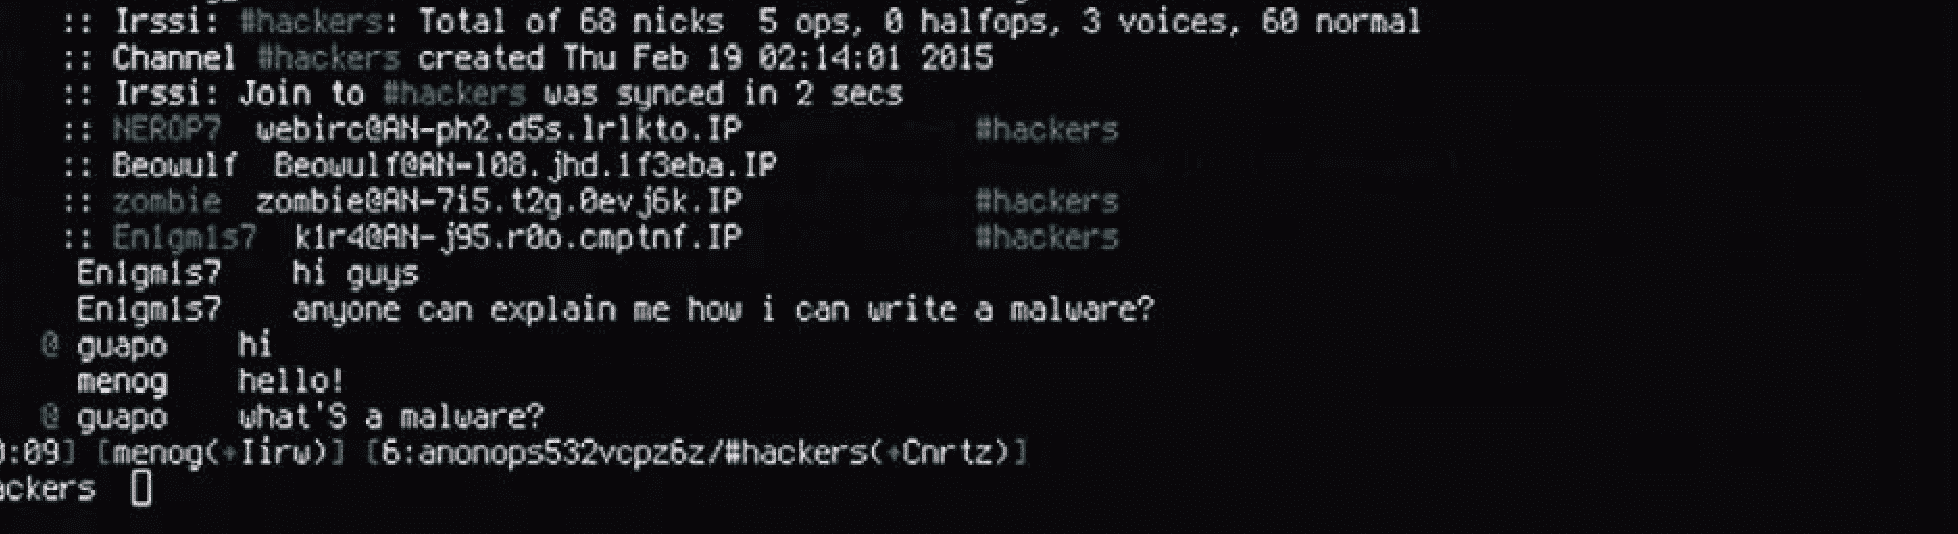 :: Irssi: #hackers: Total of 68 nicks 5 ops, 0 halfops, 3 voices, 60 normal
:: Channel #hackers created Thu Feb 19 02:14:01 2015
:: Irssi: Join to #hackers was synced in 2 secs
:: NEROP7 webirc@AN-ph2.d5s.lrlkto.IP #hackers
:: Beowulf Beowulf@AN-l08.jhd.1f3eba.IP
:: zombie zombie@AN-7i5.t2g.0evj6k.IP #hackers
:: En1gm1s7 k1r4@AN-j95.r0o.cmptnf.IP #hackers
En1gm1s7 hi guys
En1gm1s7 anyone can explain me how i can write a malware?
@ guapo hi
menog hello!
@ guapo what'S a malware?
:09] [menog(+Iirw)] [6:anonops532vcpz6z/#hackers(+Cnrtz)]
ackers